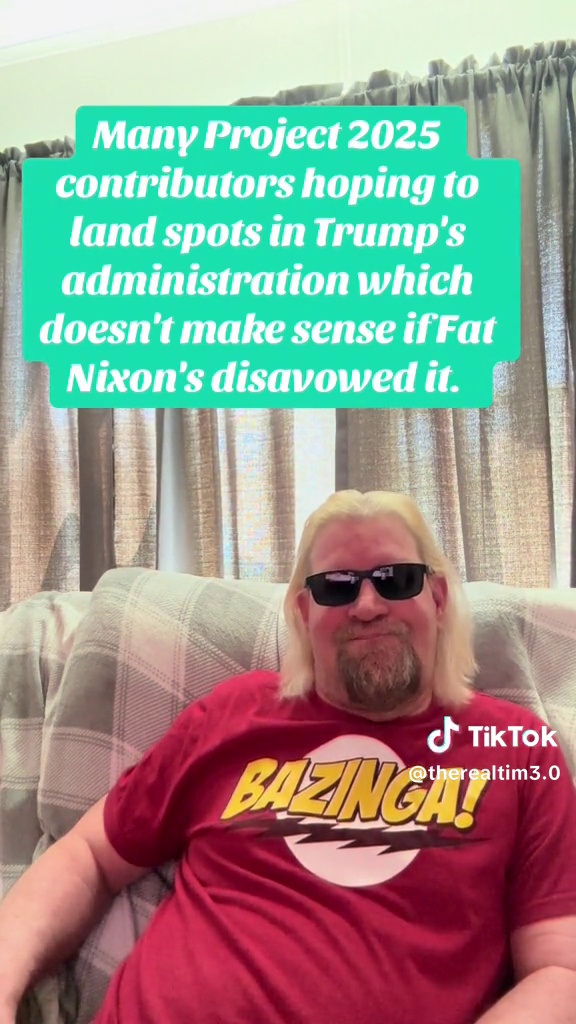 Many Project 2025
contributors hoping to
land spots in Trump's
administration which
doesn't make sense if Fat
Nixon's disavowed it.
BAZINGA!
TikTok
@therealtim3.0